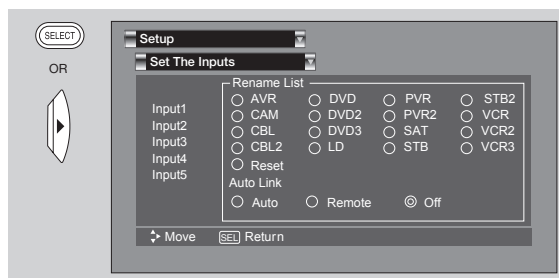 SELECT
OR
Setup
Set The Inputs
Rename List
Input1
Input2
Input3
Input4
Input5
AVR DVD PVR STB2
CAM DVD2 PVR2 VCR
CBL DVD3 SAT VCR2
CBL2 LD STB VCR3
Reset
Auto Link
Auto Remote Off
Move SEL Return